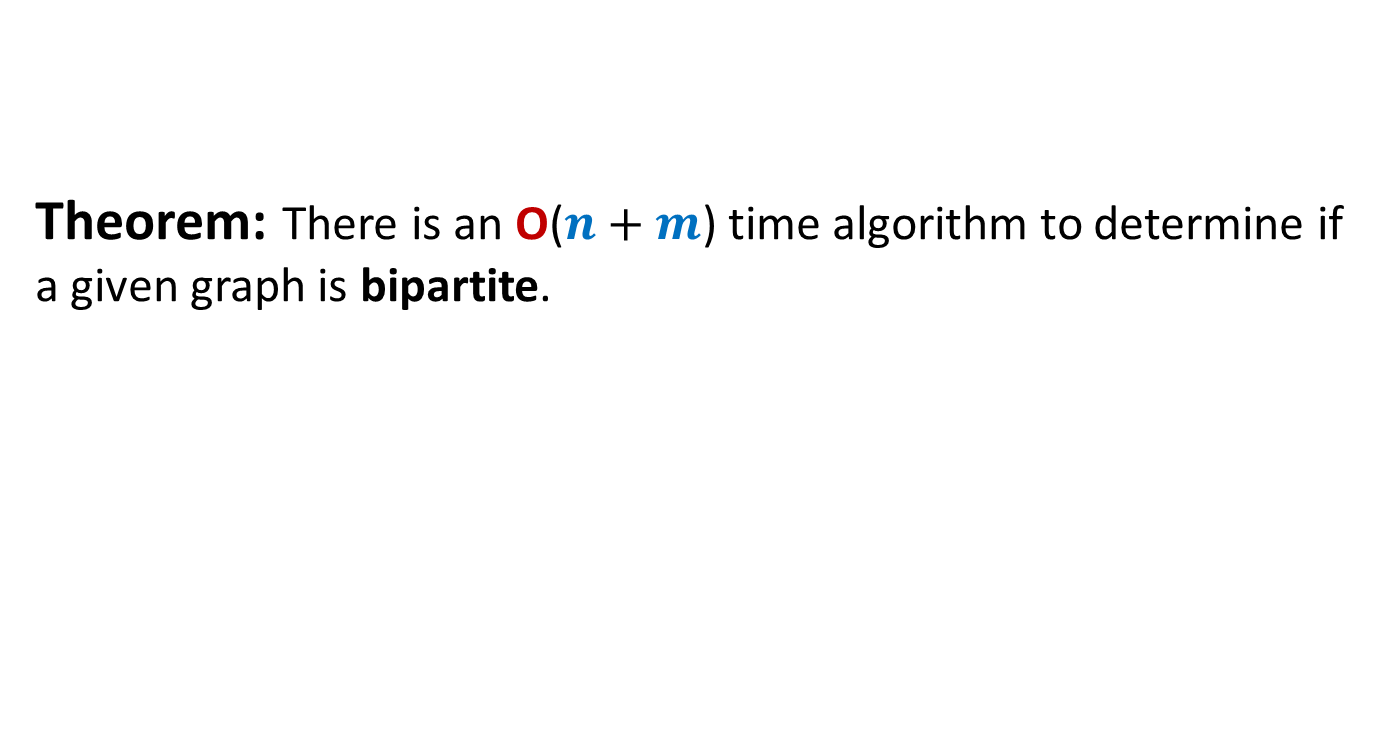 Theorem: There is an O(n + m) time algorithm to determine if
a given graph is bipartite.